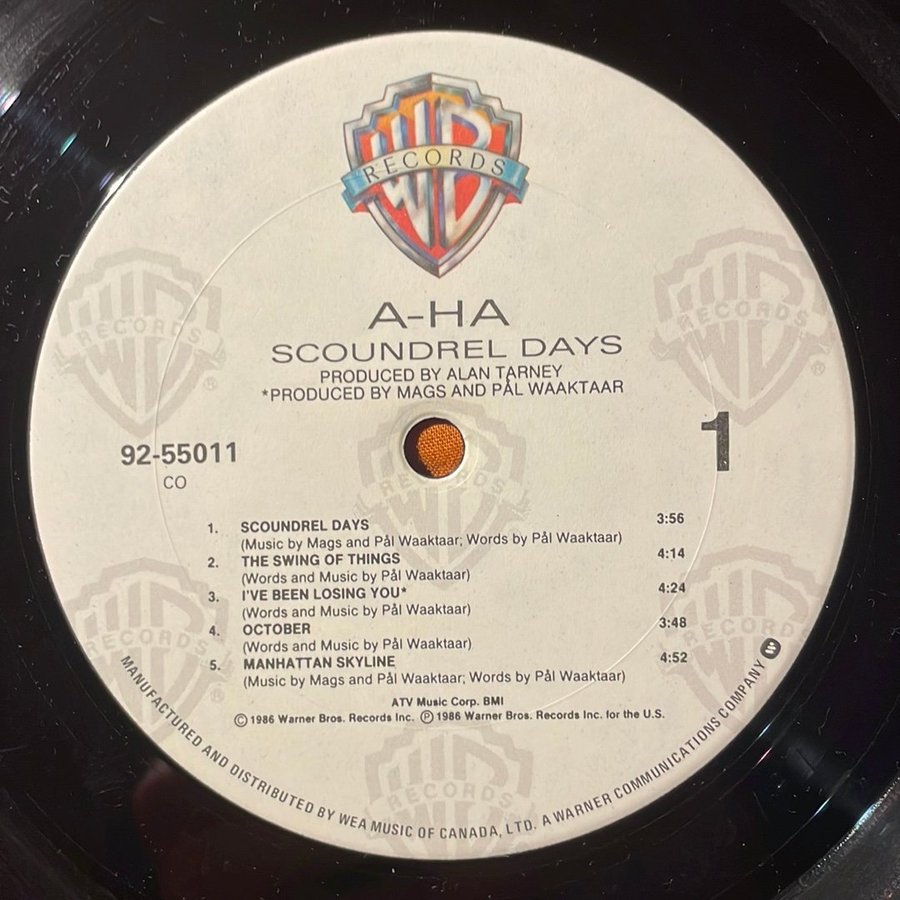 WB
RECORDS
A-HA
SCOUNDREL DAYS
PRODUCED BY ALAN TARNEY
*PRODUCED BY MAGS AND PÅL WAAKTAAR
92-55011
CO
1
1. SCOUNDREL DAYS 3:56
(Music by Mags and Pål Waaktaar; Words by Pål Waaktaar)
2. THE SWING OF THINGS 4:14
(Words and Music by Pål Waaktaar)
3. I'VE BEEN LOSING YOU* 4:24
(Words and Music by Pål Waaktaar)
4. OCTOBER 3:48
(Words and Music by Pål Waaktaar)
5. MANHATTAN SKYLINE 4:52
(Music by Mags and Pål Waaktaar; Words by Pål Waaktaar)
ATV Music Corp. BMI
Ⓒ 1986 Warner Bros. Records Inc. Ⓟ 1986 Warner Bros. Records Inc. for the U.S.
MANUFACTURED AND DISTRIBUTED BY WEA MUSIC OF CANADA, LTD. A WARNER COMMUNICATIONS COMPANY